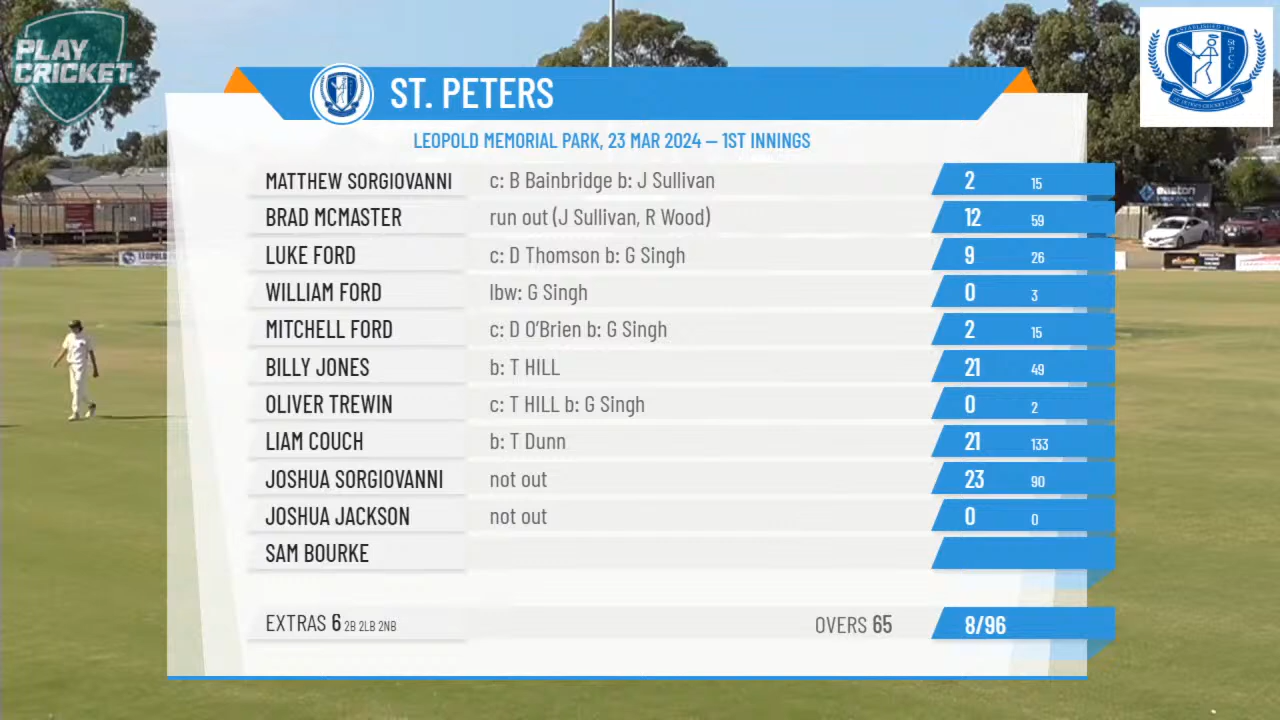 PLAY
CRICKET
ST. PETERS
LEOPOLD MEMORIAL PARK, 23 MAR 2024 – 1ST INNINGS
MATTHEW SORGIOVANNI c: B Bainbridge b: J Sullivan 2 15
BRAD MCMASTER run out (J Sullivan, R Wood) 12 59
LUKE FORD c: D Thomson b: G Singh 9 26
WILLIAM FORD lbw: G Singh 0 3
MITCHELL FORD c: D O'Brien b: G Singh 2 15
BILLY JONES b: T HILL 21 49
OLIVER TREWIN c: T HILL b: G Singh 0 2
LIAM COUCH b: T Dunn 21 133
JOSHUA SORGIOVANNI not out 23 90
JOSHUA JACKSON not out 0 0
SAM BOURKE
EXTRAS 6 2B 2LB 2NB OVERS 65 8/96
easton